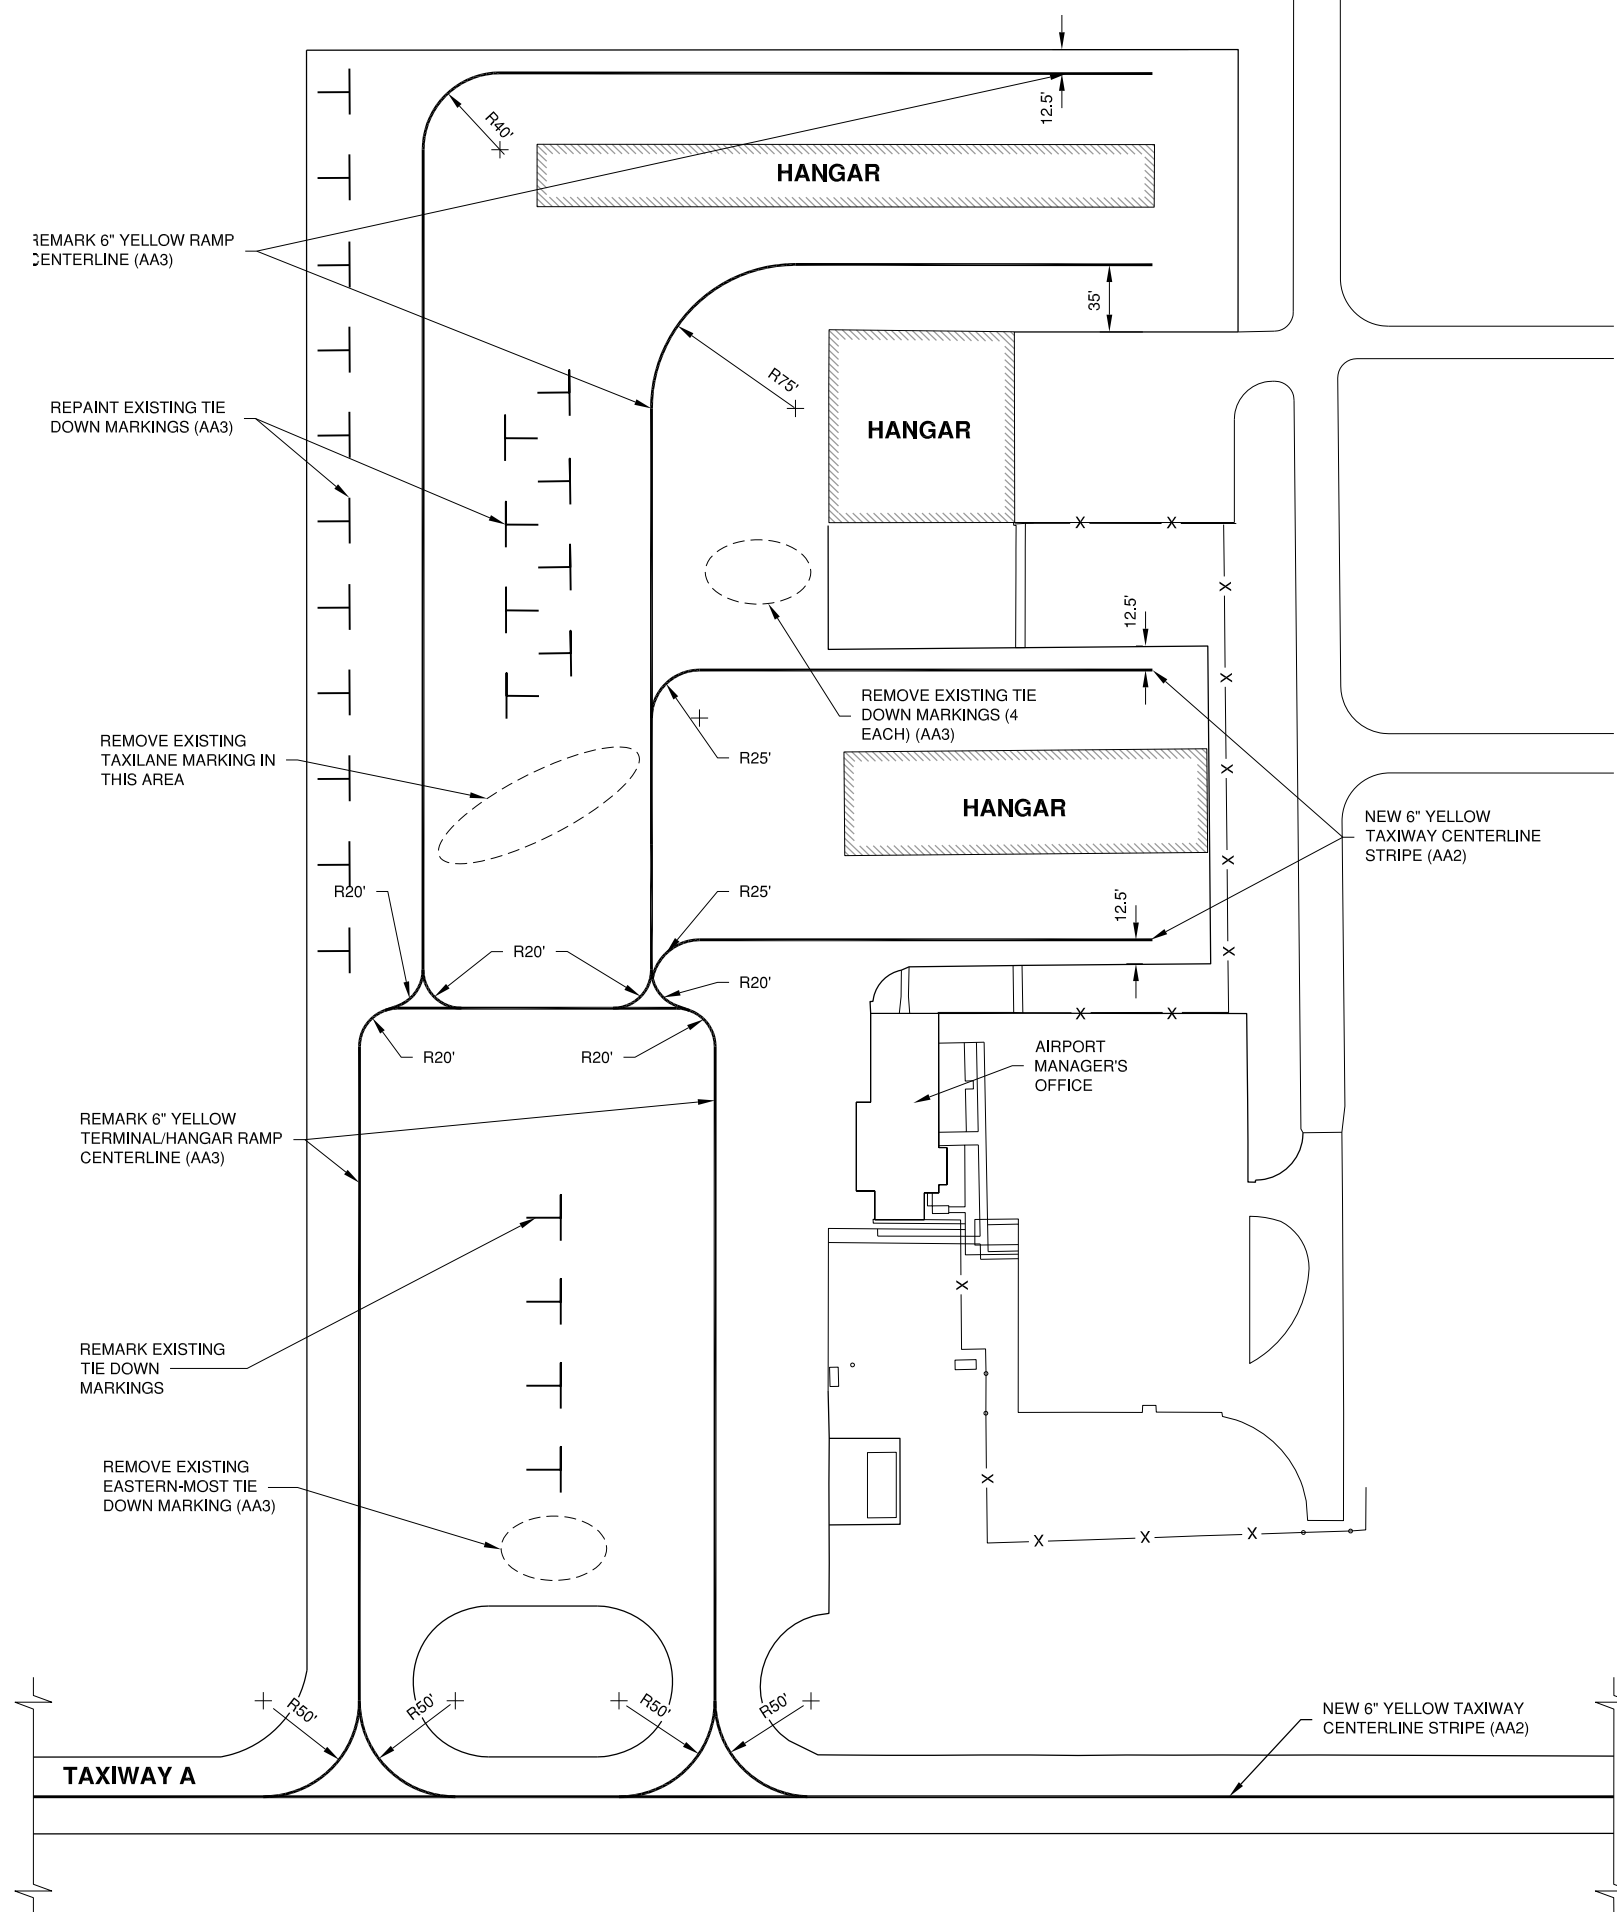 12.5'
R40'
HANGAR
REMARK 6" YELLOW RAMP
CENTERLINE (AA3)
35'
R75'
REPAINT EXISTING TIE
DOWN MARKINGS (AA3)
HANGAR
X X
X
12.5'
X
REMOVE EXISTING TIE
DOWN MARKINGS (4
EACH) (AA3)
REMOVE EXISTING
TAXILANE MARKING IN
THIS AREA
R25'
X
HANGAR
NEW 6" YELLOW
TAXIWAY CENTERLINE
STRIPE (AA2)
X
R20'
R25'
12.5'
R20'
X
R20'
X X
R20'
R20'
AIRPORT
MANAGER'S
OFFICE
REMARK 6" YELLOW
TERMINAL/HANGAR RAMP
CENTERLINE (AA3)
X
REMARK EXISTING
TIE DOWN
MARKINGS
REMOVE EXISTING
EASTERN-MOST TIE
DOWN MARKING (AA3)
X
X X X
R50'
R50'
R50'
R50'
NEW 6" YELLOW TAXIWAY
CENTERLINE STRIPE (AA2)
TAXIWAY A